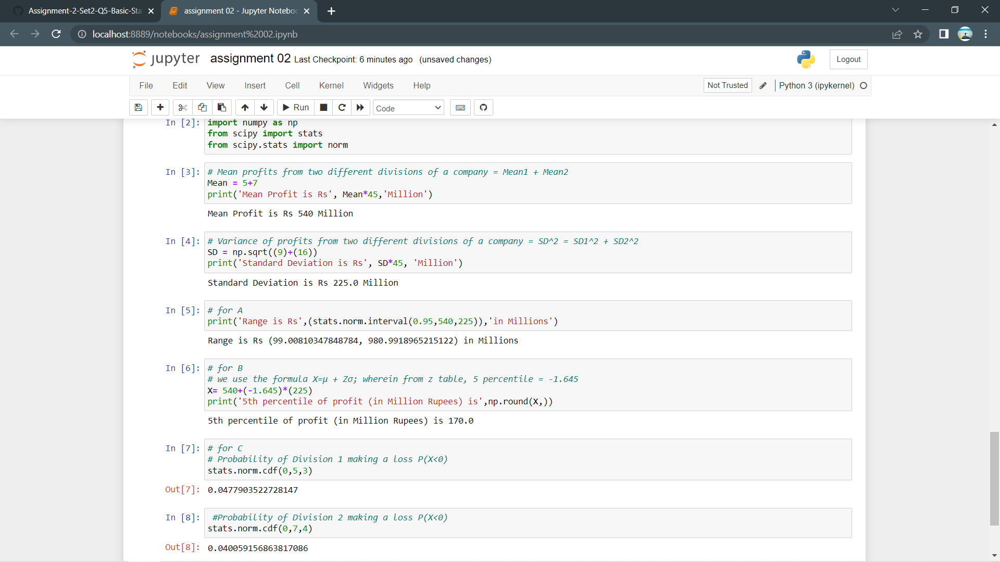 Assignment-2-Set2-Q5-Basic-Sta
assignment 02 - Jupyter Noteboo
localhost:8889/notebooks/assignment%2002.ipynb
jupyter assignment 02 Last Checkpoint: 6 minutes ago (unsaved changes)
Logout
File Edit View Insert Cell Kernel Widgets Help
Not Trusted
Python 3 (ipykernel)
Run
Code
In [2]: import numpy as np
from scipy import stats
from scipy.stats import norm
In [3]: # Mean profits from two different divisions of a company = Mean1 + Mean2
Mean = 5+7
print('Mean Profit is Rs', Mean*45,'Million')
Mean Profit is Rs 540 Million
In [4]: # Variance of profits from two different divisions of a company = SD^2 = SD1^2 + SD2^2
SD = np.sqrt((9)+(16))
print('Standard Deviation is Rs', SD*45, 'Million')
Standard Deviation is Rs 225.0 Million
In [5]: # for A
print('Range is Rs',(stats.norm.interval(0.95,540,225)),'in Millions')
Range is Rs (99.00810347848784, 980.9918965215122) in Millions
In [6]: # for B
# we use the formula X=μ + Zσ; wherein from z table, 5 percentile = -1.645
X= 540+(-1.645)*(225)
print('5th percentile of profit (in Million Rupees) is',np.round(X,))
5th percentile of profit (in Million Rupees) is 170.0
In [7]: # for C
# Probability of Division 1 making a loss P(X<0)
stats.norm.cdf(0,5,3)
Out[7]: 0.0477903522728147
In [8]: #Probability of Division 2 making a loss P(X<0)
stats.norm.cdf(0,7,4)
Out[8]: 0.040059156863817086